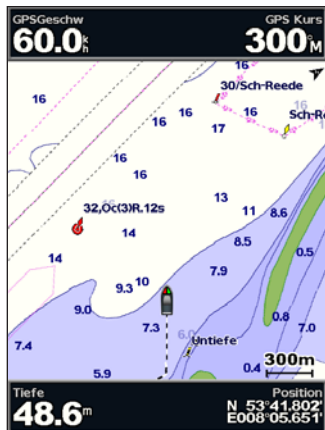 GPSGeschw GPS Kurs
60.0 kh 300°M
16
30/Sch-Reede
16 16
16 16 17 Sch-R
16
16
32,Oc(3)R.12s 13
14 11 8.6
8.5
14 0.5
9.3 10 7.9
9.0
7.3 6.0 0.8 7.0
7.4 Untiefe
5.9 0.4 300m
Tiefe Position
48.6m N 53°41.802'
E008°05.651'